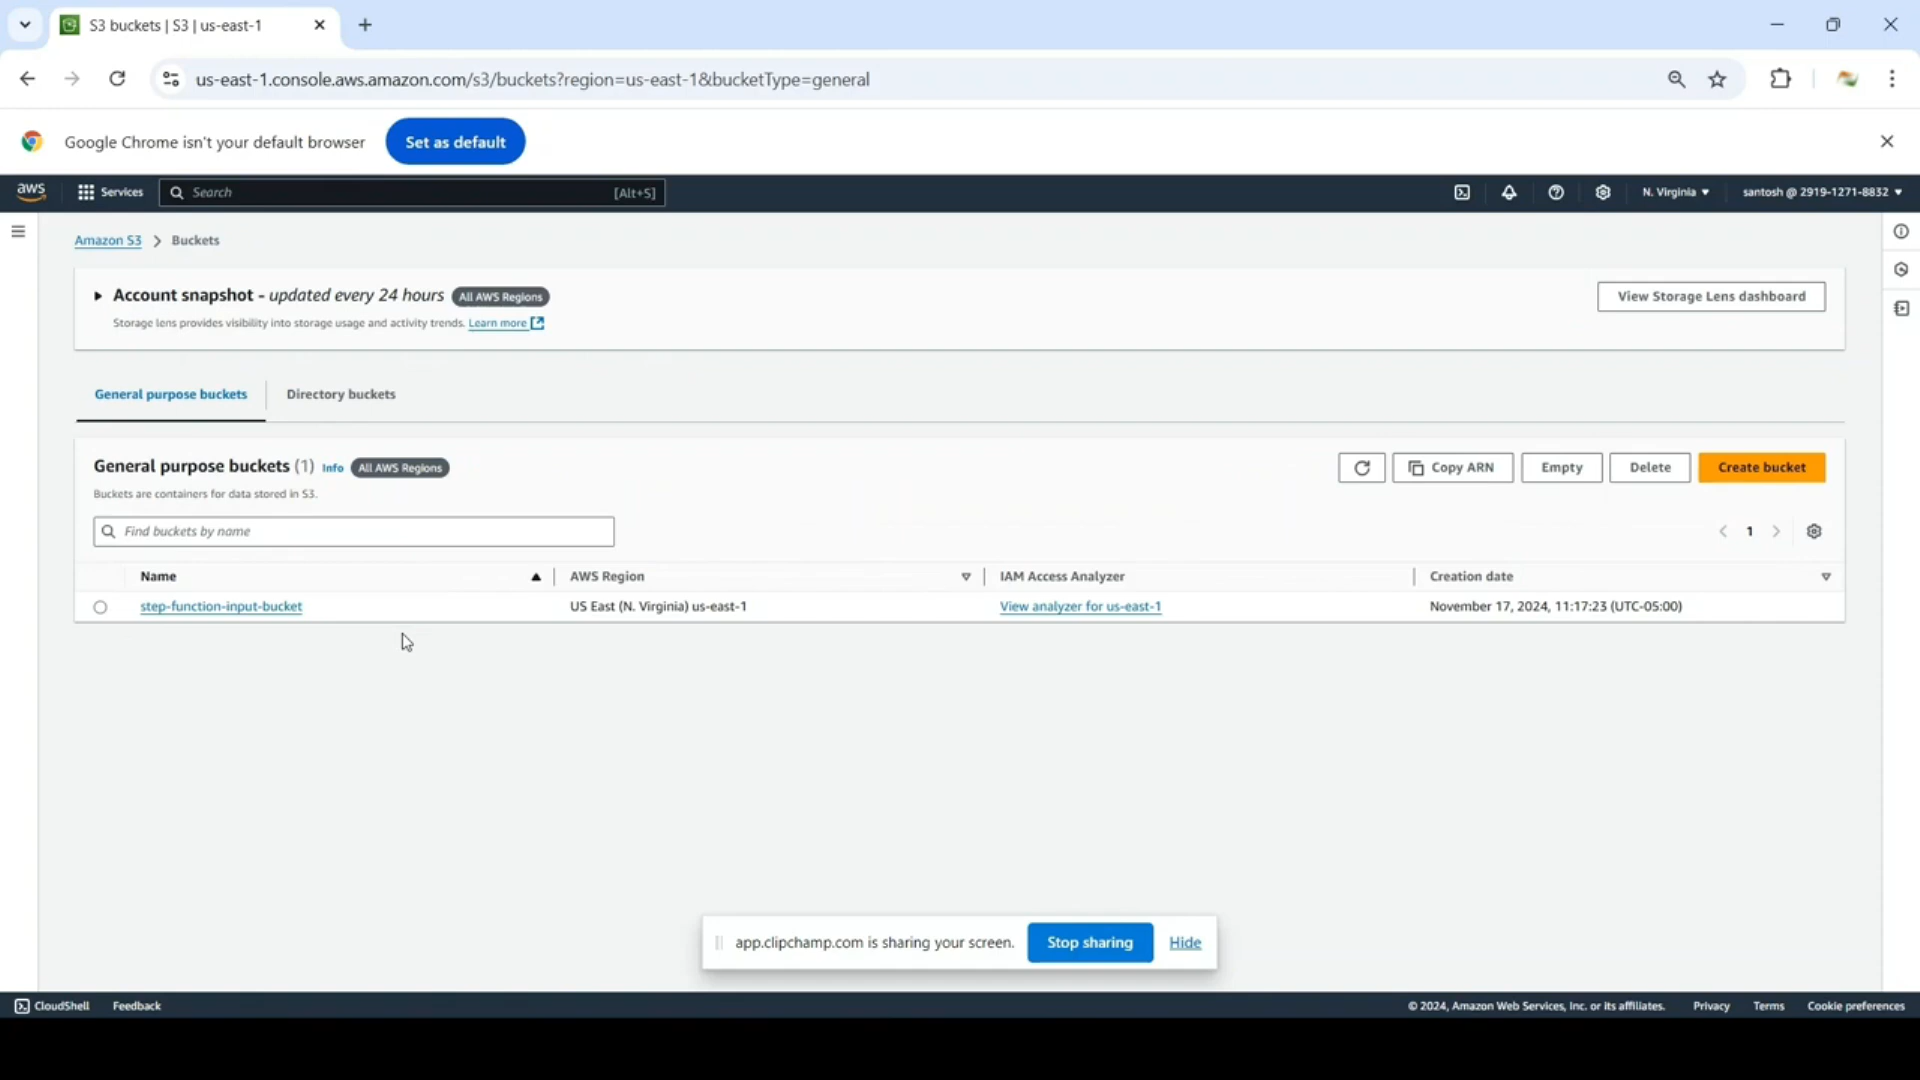 S3 buckets | S3 | us-east-1
us-east-1.console.aws.amazon.com/s3/buckets?region=us-east-1&bucketType=general
Google Chrome isn't your default browser
Set as default
aws
Services
Search
[Alt+S]
N. Virginia
santosh @ 2919-1271-8832
Amazon S3 > Buckets
Account snapshot - updated every 24 hours
All AWS Regions
View Storage Lens dashboard
Storage lens provides visibility into storage usage and activity trends. Learn more
General purpose buckets
Directory buckets
General purpose buckets (1) Info All AWS Regions
Copy ARN
Empty
Delete
Create bucket
Buckets are containers for data stored in S3.
Find buckets by name
1
Name
AWS Region
IAM Access Analyzer
Creation date
step-function-input-bucket
US East (N. Virginia) us-east-1
View analyzer for us-east-1
November 17, 2024, 11:17:23 (UTC-05:00)
app.clipchamp.com is sharing your screen.
Stop sharing
Hide
CloudShell
Feedback
© 2024, Amazon Web Services, Inc. or its affiliates.
Privacy
Terms
Cookie preferences